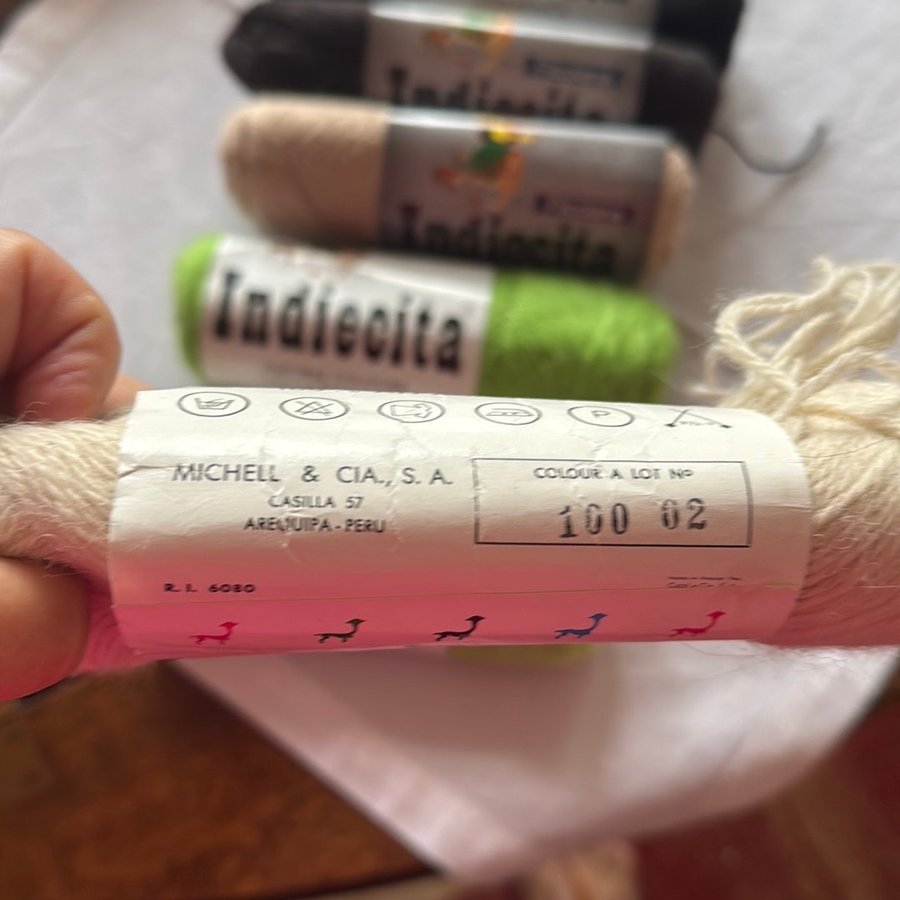 Indiecita
Indiecita
Indiecita
P
MICHELL & CIA., S. A.
CASILLA 57
AREQUIPA - PERU
COLOUR A LOT Nº
100 02
R. I. 6080